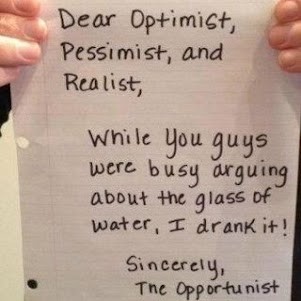 Dear Optimist,
Pessimist, and
Realist,
While you guys
were busy arguing
about the glass of
water, I drank it!
Sincerely,
The Opportunist